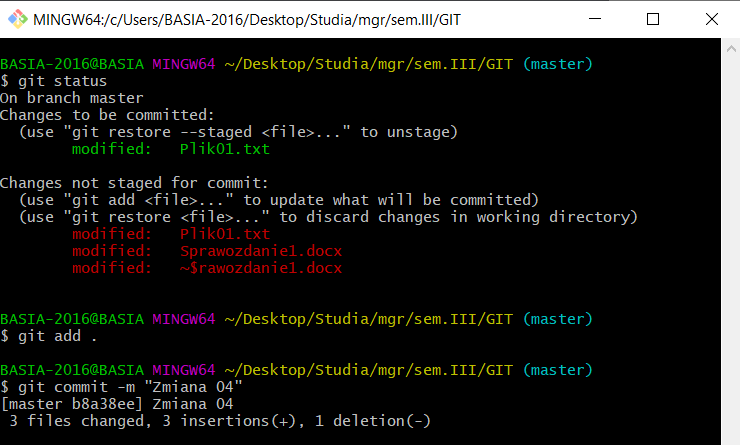 MINGW64:/c/Users/BASIA-2016/Desktop/Studia/mgr/sem.III/GIT
BASIA-2016@BASIA MINGW64 ~/Desktop/Studia/mgr/sem.III/GIT (master)
$ git status
On branch master
Changes to be committed:
  (use "git restore --staged <file>..." to unstage)
        modified:   Plik01.txt

Changes not staged for commit:
  (use "git add <file>..." to update what will be committed)
  (use "git restore <file>..." to discard changes in working directory)
        modified:   Plik01.txt
        modified:   Sprawozdanie1.docx
        modified:   ~$rawozdanie1.docx

BASIA-2016@BASIA MINGW64 ~/Desktop/Studia/mgr/sem.III/GIT (master)
$ git add .

BASIA-2016@BASIA MINGW64 ~/Desktop/Studia/mgr/sem.III/GIT (master)
$ git commit -m "Zmiana 04"
[master b8a38ee] Zmiana 04
 3 files changed, 3 insertions(+), 1 deletion(-)